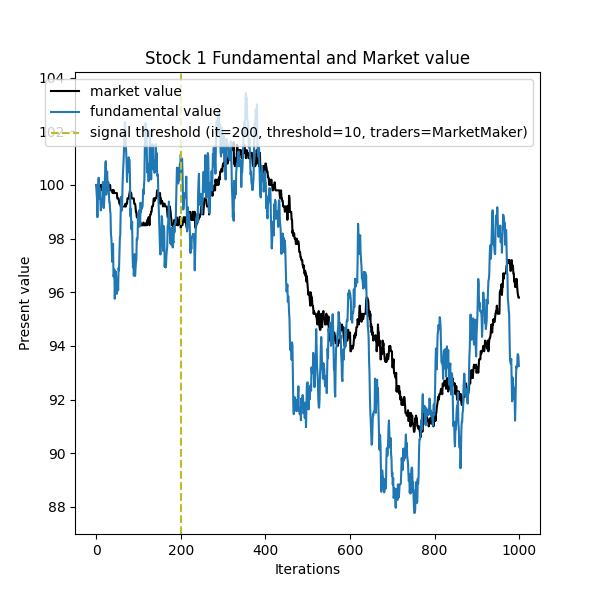 Stock 1 Fundamental and Market value
market value
fundamental value
signal threshold (it=200, threshold=10, traders=MarketMaker)
104
102
100
98
96
94
92
90
88
Present value
0 200 400 600 800 1000
Iterations